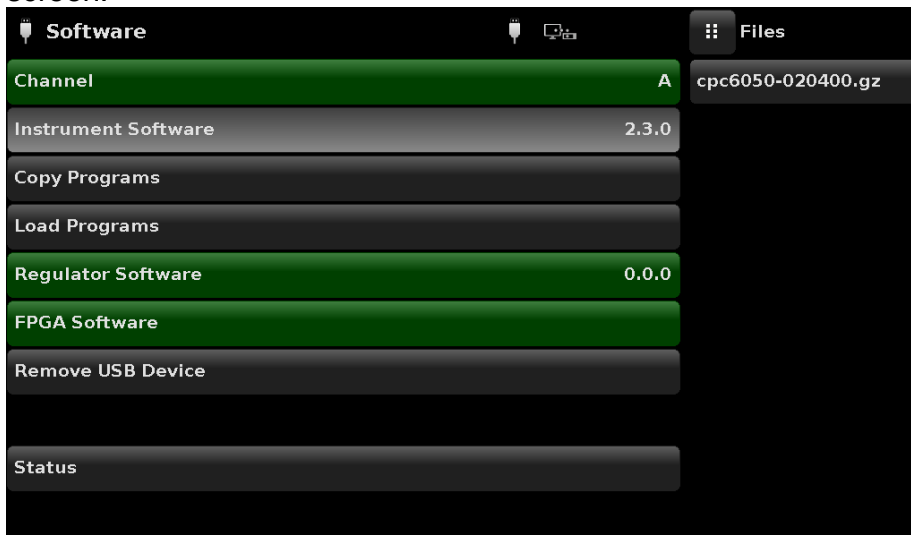 screen.
Software
Files
Channel A
cpc6050-020400.gz
Instrument Software 2.3.0
Copy Programs
Load Programs
Regulator Software 0.0.0
FPGA Software
Remove USB Device
Status